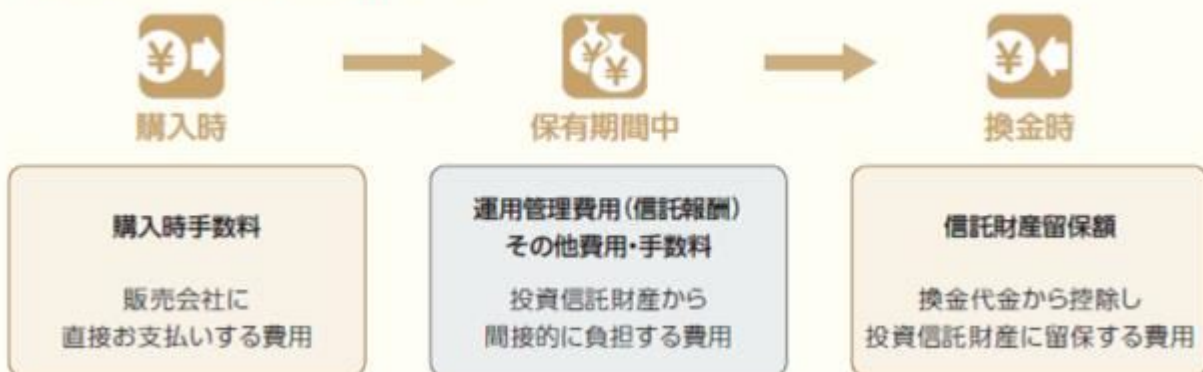 ¥
¥
¥
¥
購入時
保有期間中
換金時
購入時手数料
販売会社に
直接お支払いする費用
運用管理費用(信託報酬)
その他費用・手数料
投資信託財産から
間接的に負担する費用
信託財産留保額
換金代金から控除し
投資信託財産に留保する費用